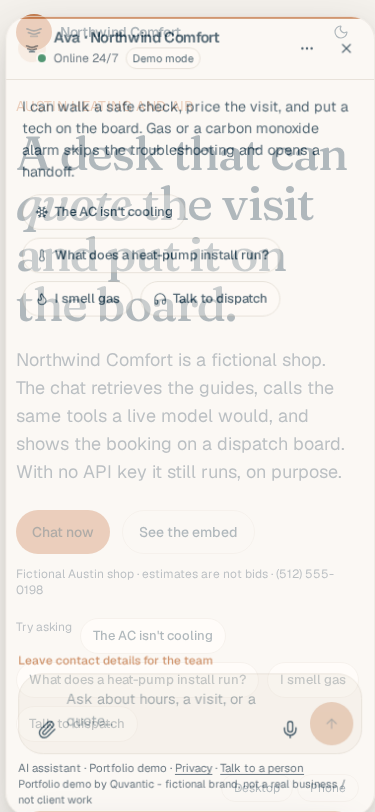 Northwind Comfort
Ava · Northwind Comfort
Online 24/7
Demo mode
I can walk a safe check, price the visit, and put a
tech on the board. Gas or a carbon monoxide
alarm skips the troubleshooting and opens a
handoff.
The AC isn't cooling
What does a heat-pump install run?
I smell gas
Talk to dispatch
A desk that can
quote the visit
and put it on
the board.
Northwind Comfort is a fictional shop.
The chat retrieves the guides, calls the
same tools a live model would, and
shows the booking on a dispatch board.
With no API key it still runs, on purpose.
Chat now
See the embed
Fictional Austin shop · estimates are not bids · (512) 555-
0198
Try asking
The AC isn't cooling
Leave contact details for the team
What does a heat-pump install run?
I smell gas
Talk to dispatch
Ask about hours, a visit, or a
quote…
AI assistant · Portfolio demo · Privacy · Talk to a person
Desktop
Phone
Portfolio demo by Quvantic - fictional brand, not a real business /
not client work